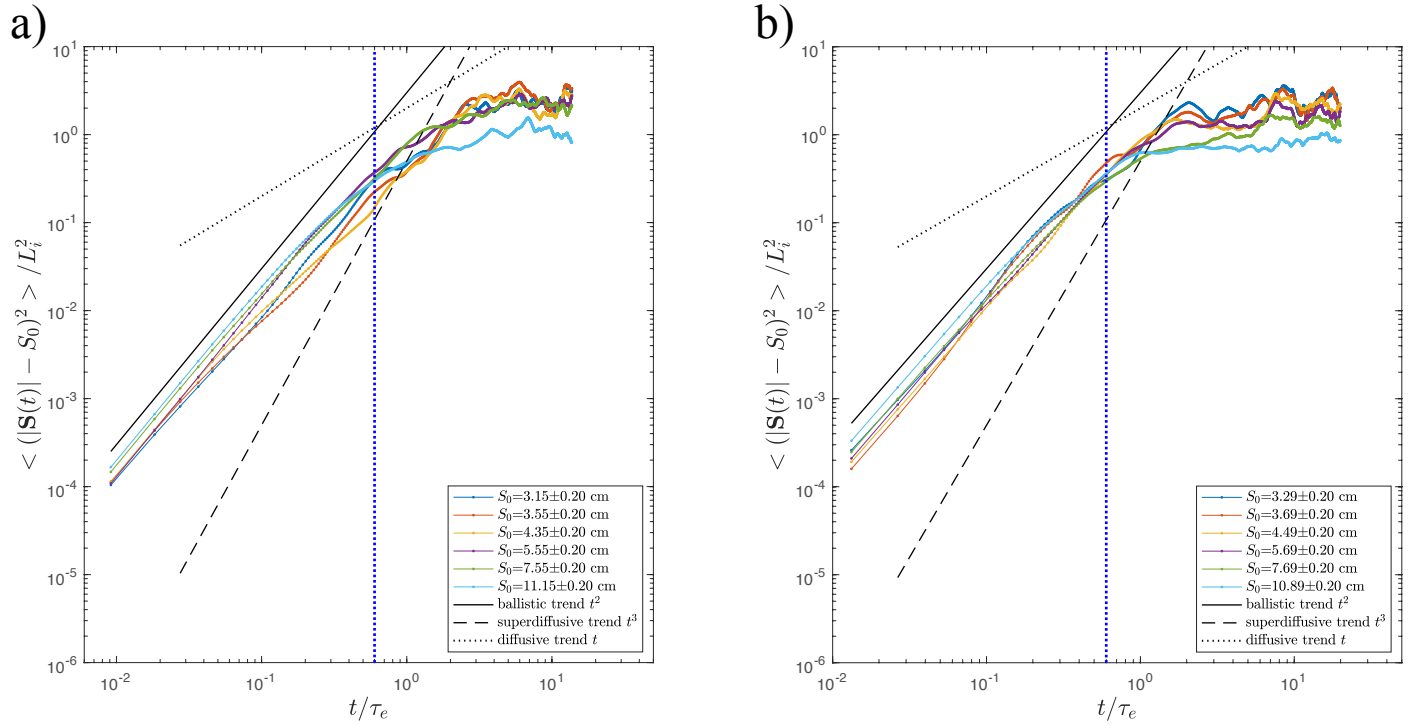 a)
10^1
10^0
10^-1
10^-2
10^-3
10^-4
10^-5
10^-6
< (|S(t)| − S_0)^2 > /L_i^2
10^-2
10^-1
10^0
10^1
t/τ_e
S_0=3.15±0.20 cm
S_0=3.55±0.20 cm
S_0=4.35±0.20 cm
S_0=5.55±0.20 cm
S_0=7.55±0.20 cm
S_0=11.15±0.20 cm
ballistic trend t^2
superdiffusive trend t^3
diffusive trend t
b)
10^1
10^0
10^-1
10^-2
10^-3
10^-4
10^-5
10^-6
< (|S(t)| − S_0)^2 > /L_i^2
10^-2
10^-1
10^0
10^1
t/τ_e
S_0=3.29±0.20 cm
S_0=3.69±0.20 cm
S_0=4.49±0.20 cm
S_0=5.69±0.20 cm
S_0=7.69±0.20 cm
S_0=10.89±0.20 cm
ballistic trend t^2
superdiffusive trend t^3
diffusive trend t